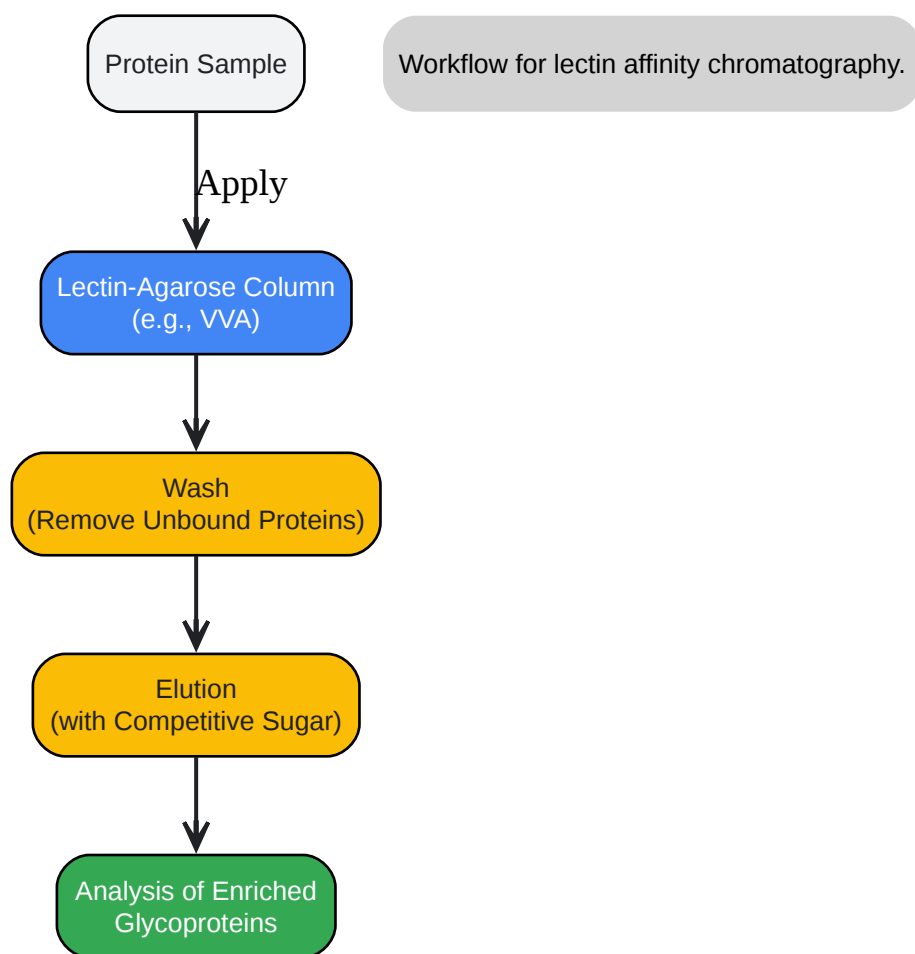 Protein Sample
Workflow for lectin affinity chromatography.
Apply
Lectin-Agarose Column
(e.g., VVA)
Wash
(Remove Unbound Proteins)
Elution
(with Competitive Sugar)
Analysis of Enriched
Glycoproteins